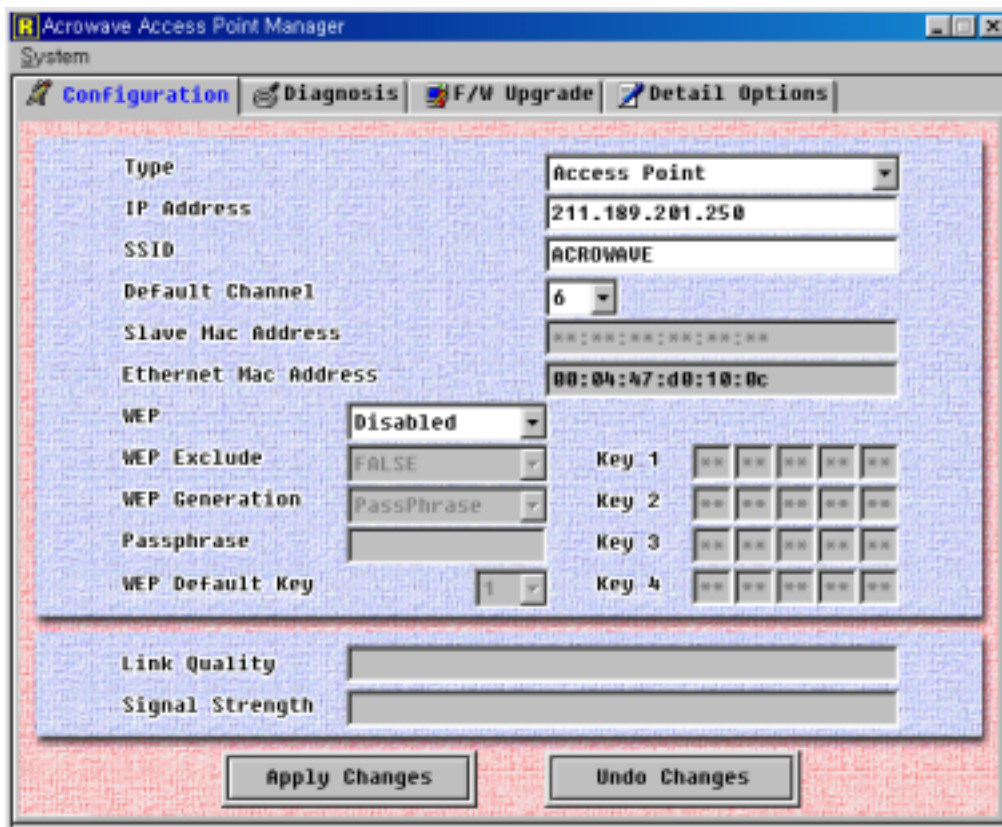 R Acrowave Access Point Manager
System
Configuration Diagnosis F/W Upgrade Detail Options
Type Access Point
IP Address 211.189.201.250
SSID ACROWAVE
Default Channel 6
Slave Mac Address **:**:**:**:**:**
Ethernet Mac Address 00:04:47:d0:10:0c
WEP Disabled
WEP Exclude FALSE Key 1 ** ** ** ** **
WEP Generation PassPhrase Key 2 ** ** ** ** **
Passphrase Key 3 ** ** ** ** **
WEP Default Key 1 Key 4 ** ** ** ** **
Link Quality
Signal Strength
Apply Changes Undo Changes